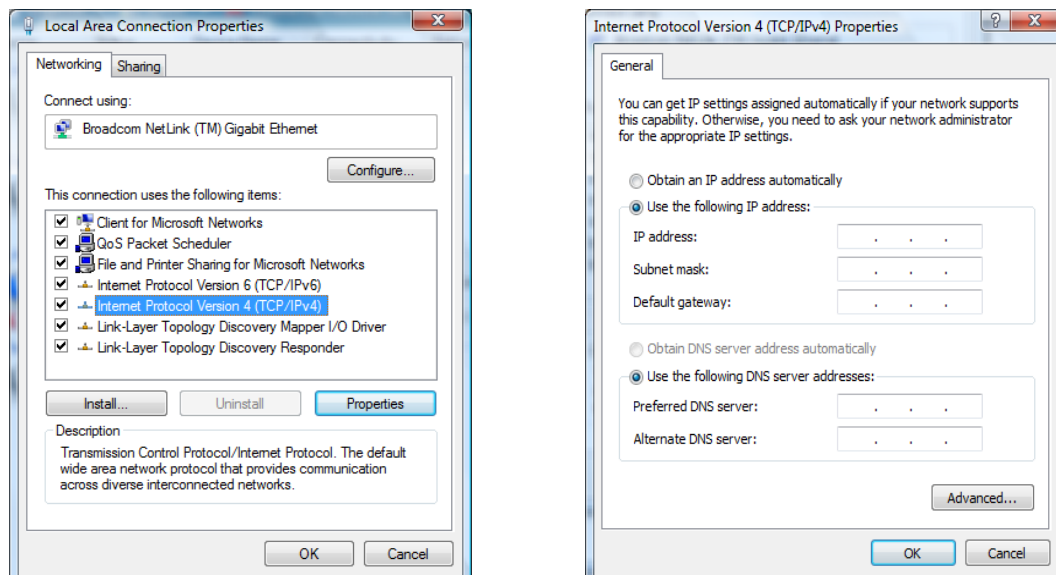 Local Area Connection Properties
Networking
Sharing
Connect using:
Broadcom NetLink (TM) Gigabit Ethernet
Configure...
This connection uses the following items:
Client for Microsoft Networks
QoS Packet Scheduler
File and Printer Sharing for Microsoft Networks
Internet Protocol Version 6 (TCP/IPv6)
Internet Protocol Version 4 (TCP/IPv4)
Link-Layer Topology Discovery Mapper I/O Driver
Link-Layer Topology Discovery Responder
Install...
Uninstall
Properties
Description
Transmission Control Protocol/Internet Protocol. The default
wide area network protocol that provides communication
across diverse interconnected networks.
OK
Cancel
Internet Protocol Version 4 (TCP/IPv4) Properties
General
You can get IP settings assigned automatically if your network supports
this capability. Otherwise, you need to ask your network administrator
for the appropriate IP settings.
Obtain an IP address automatically
Use the following IP address:
IP address:
Subnet mask:
Default gateway:
Obtain DNS server address automatically
Use the following DNS server addresses:
Preferred DNS server:
Alternate DNS server:
Advanced...
OK
Cancel